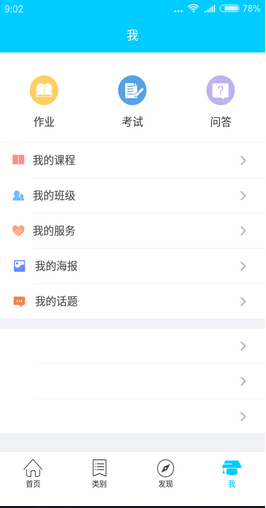 9:02 ... 78%
我
作业 考试 问答
我的课程
我的班级
我的服务
我的海报
我的话题
首页 类别 发现 我